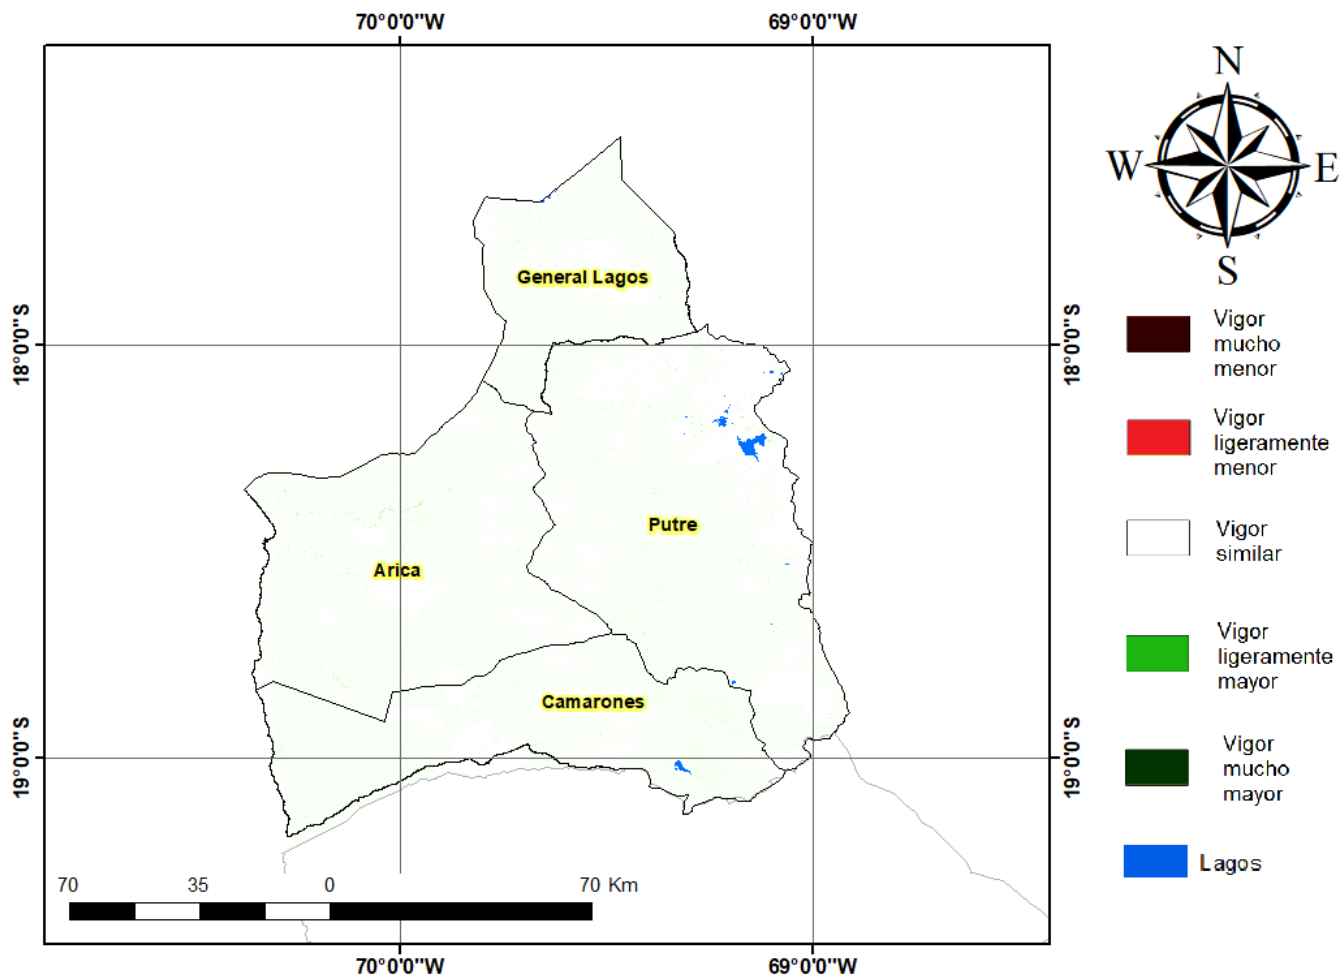 70°0'0"W
69°0'0"W
N
W
E
S
General Lagos
18°0'0"S
18°0'0"S
Vigor
mucho
menor
Vigor
ligeramente
menor
Putre
Vigor
similar
Arica
Vigor
ligeramente
mayor
Camarones
19°0'0"S
19°0'0"S
Vigor
mucho
mayor
Lagos
70 35 0 70 Km
70°0'0"W
69°0'0"W